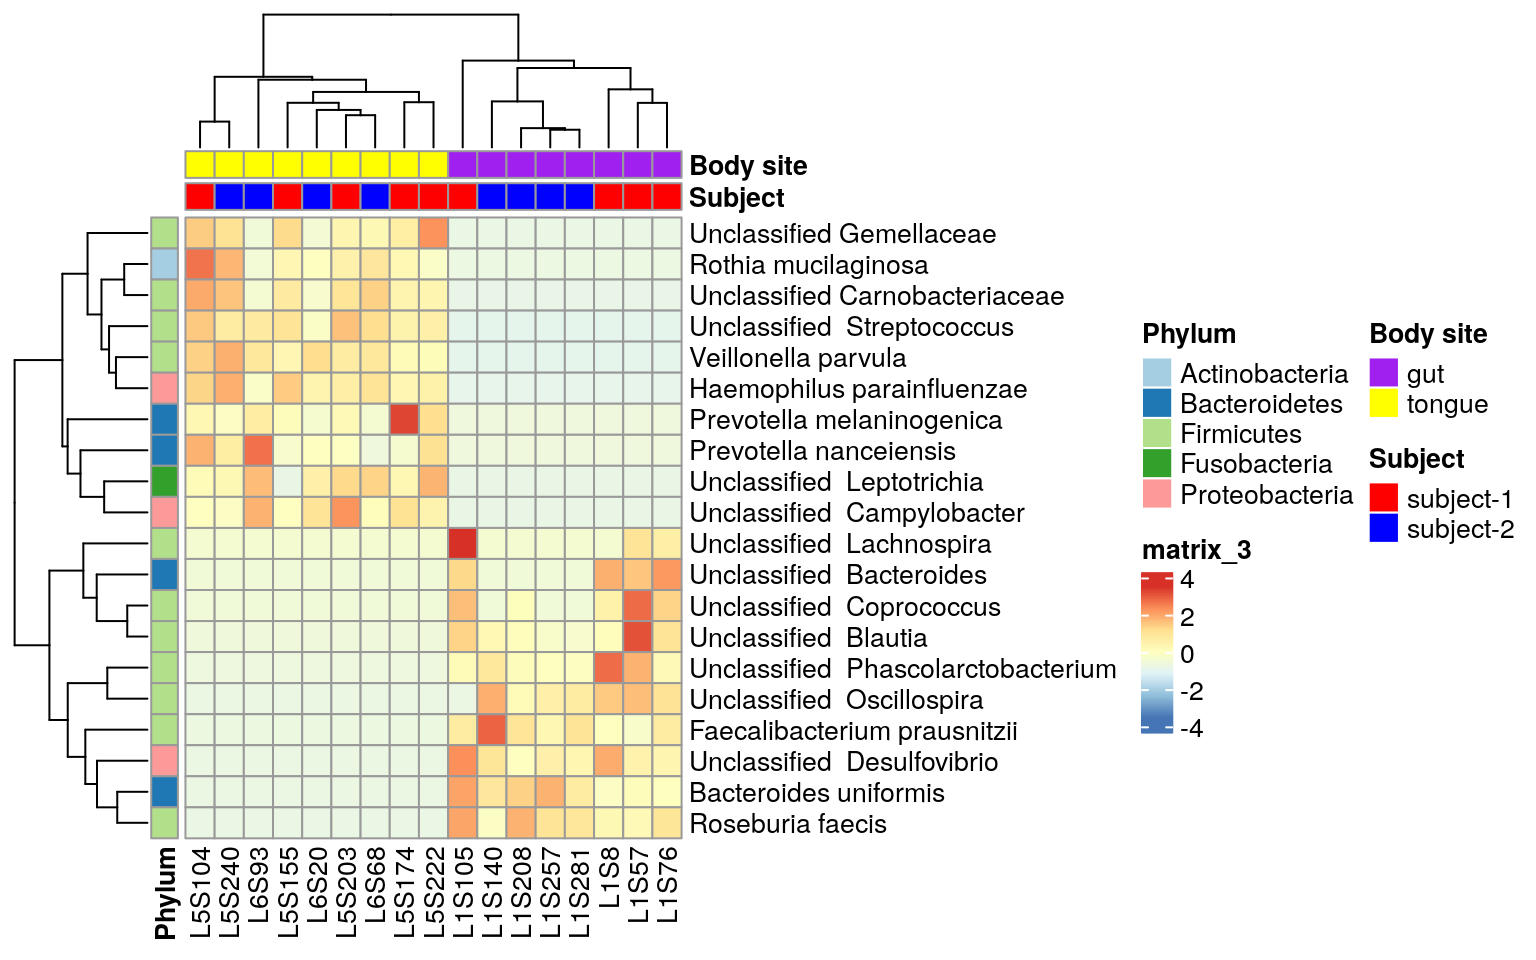 Body site
Subject
Unclassified Gemellaceae
Rothia mucilaginosa
Unclassified Carnobacteriaceae
Unclassified  Streptococcus
Veillonella parvula
Haemophilus parainfluenzae
Prevotella melaninogenica
Prevotella nanceiensis
Unclassified  Leptotrichia
Unclassified  Campylobacter
Unclassified  Lachnospira
Unclassified  Bacteroides
Unclassified  Coprococcus
Unclassified  Blautia
Unclassified  Phascolarctobacterium
Unclassified  Oscillospira
Faecalibacterium prausnitzii
Unclassified  Desulfovibrio
Bacteroides uniformis
Roseburia faecis
Phylum
L5S104
L5S240
L6S93
L5S155
L6S20
L5S203
L6S68
L5S174
L5S222
L1S105
L1S140
L1S208
L1S257
L1S281
L1S8
L1S57
L1S76
Phylum
Actinobacteria
Bacteroidetes
Firmicutes
Fusobacteria
Proteobacteria
matrix_3
4
2
0
-2
-4
Body site
gut
tongue
Subject
subject-1
subject-2